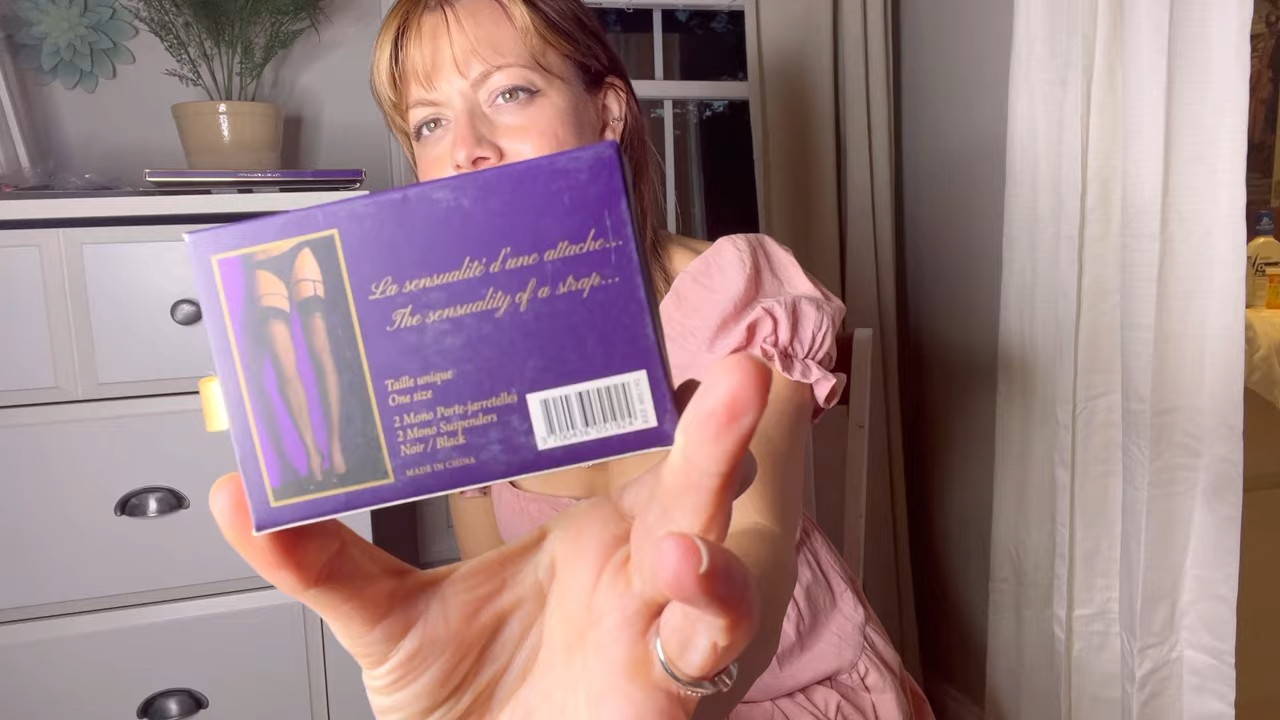 La sensualité d'une attache...
The sensuality of a strap...
Taille unique
One size
2 Mono Porte-jarretelles
2 Mono Suspenders
Noir / Black
MADE IN CHINA